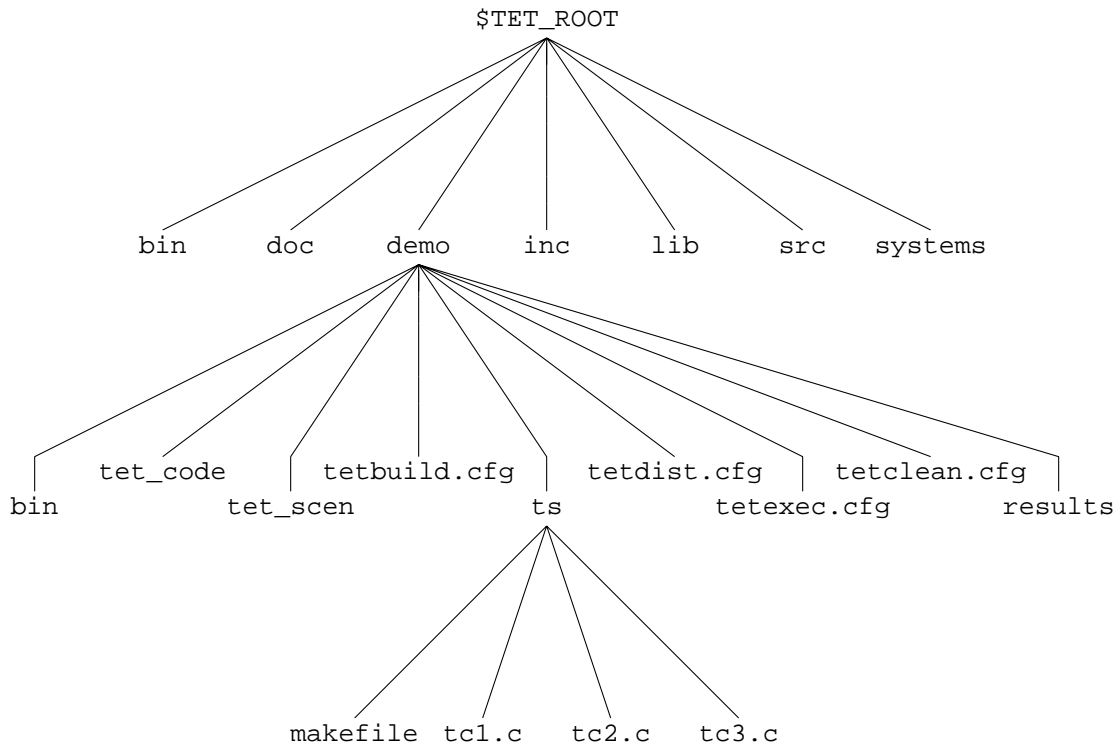 $TET_ROOT
bin doc demo inc lib src systems
tet_code tetbuild.cfg tetdist.cfg tetclean.cfg
bin tet_scen ts tetexec.cfg results
makefile tc1.c tc2.c tc3.c